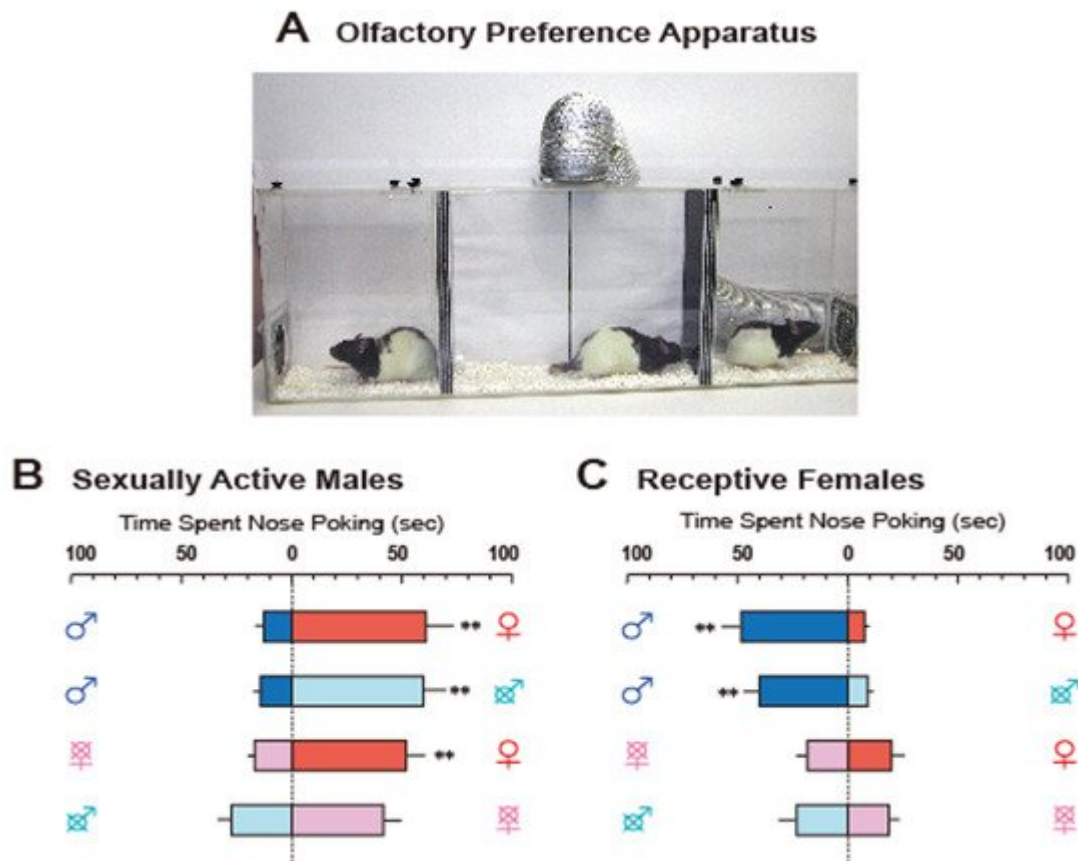 A Olfactory Preference Apparatus
B Sexually Active Males
Time Spent Nose Poking (sec)
100 50 0 50 100
♂ ** ♀
♂ **
** ♀
C Receptive Females
Time Spent Nose Poking (sec)
100 50 0 50 100
♂ ** ♀
♂ **
♀